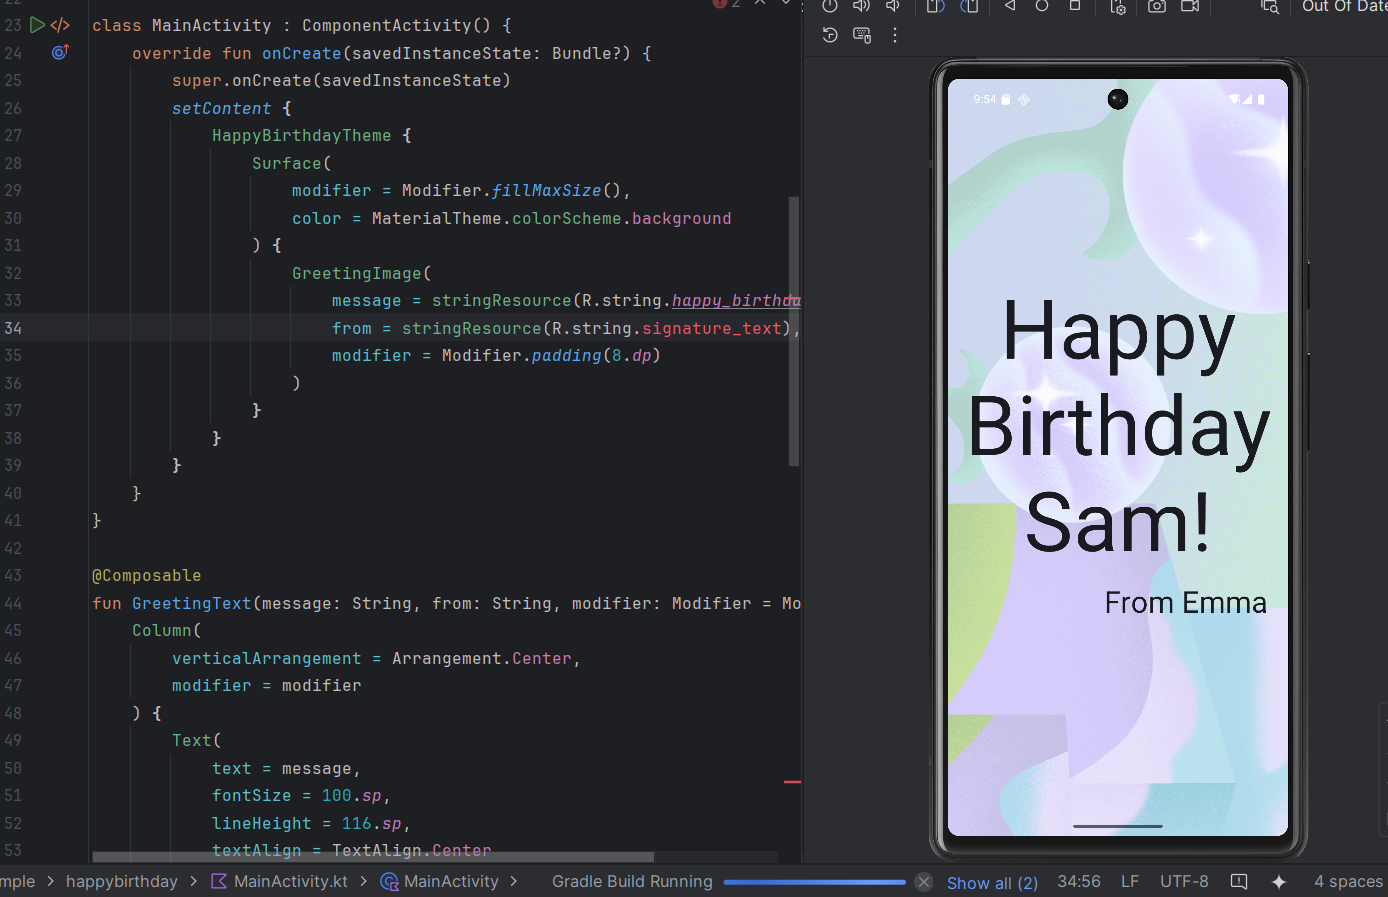 22
2
23 class MainActivity : ComponentActivity() {
24 override fun onCreate(savedInstanceState: Bundle?) {
25 super.onCreate(savedInstanceState)
26 setContent {
27 HappyBirthdayTheme {
28 Surface(
29 modifier = Modifier.fillMaxSize(),
30 color = MaterialTheme.colorScheme.background
31 ) {
32 GreetingImage(
33 message = stringResource(R.string.happy_birthda
34 from = stringResource(R.string.signature_text),
35 modifier = Modifier.padding(8.dp)
36 )
37 }
38 }
39 }
40 }
41 }
42
43 @Composable
44 fun GreetingText(message: String, from: String, modifier: Modifier = Mo
45 Column(
46 verticalArrangement = Arrangement.Center,
47 modifier = modifier
48 ) {
49 Text(
50 text = message,
51 fontSize = 100.sp,
52 lineHeight = 116.sp,
53 textAlign = TextAlign.Center
Out Of Date
9:54
Happy
Birthday
Sam!
From Emma
mple > happybirthday > MainActivity.kt > MainActivity > Gradle Build Running Show all (2) 34:56 LF UTF-8 4 spaces